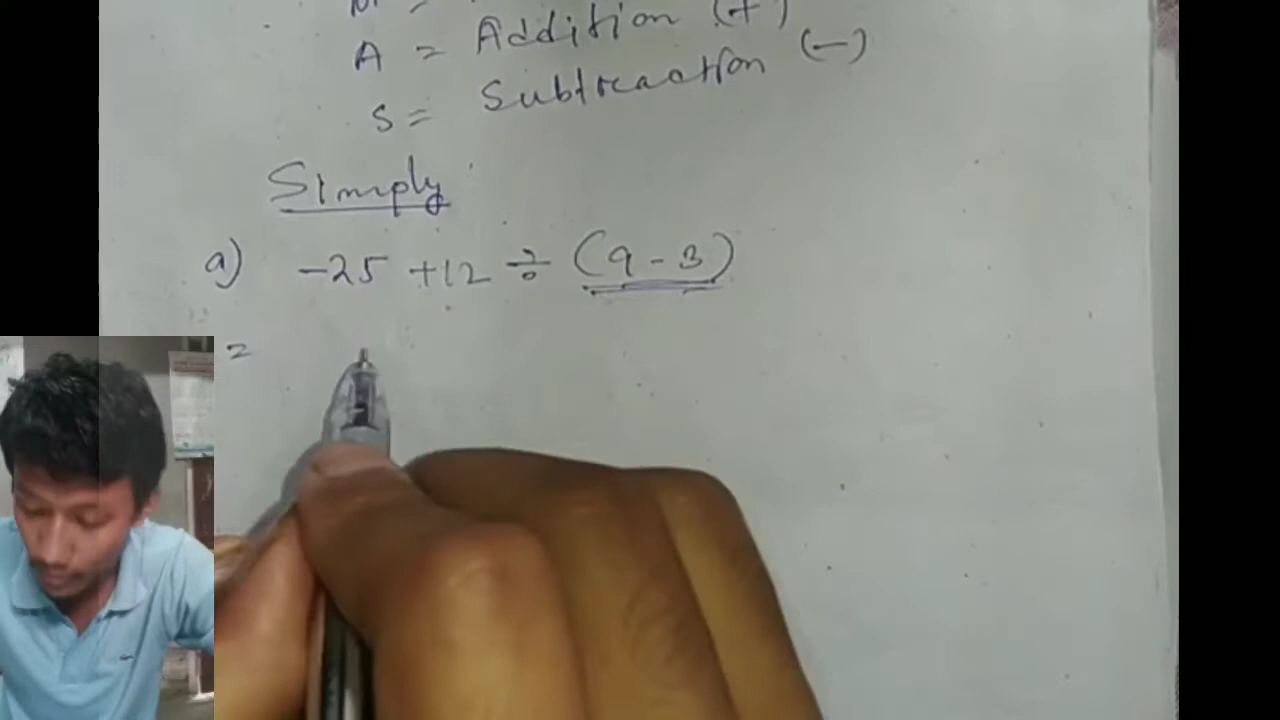 A = Addition (+)
S = Subtraction (-)
Simply
a) -25 +12 ÷ (9-3)
=